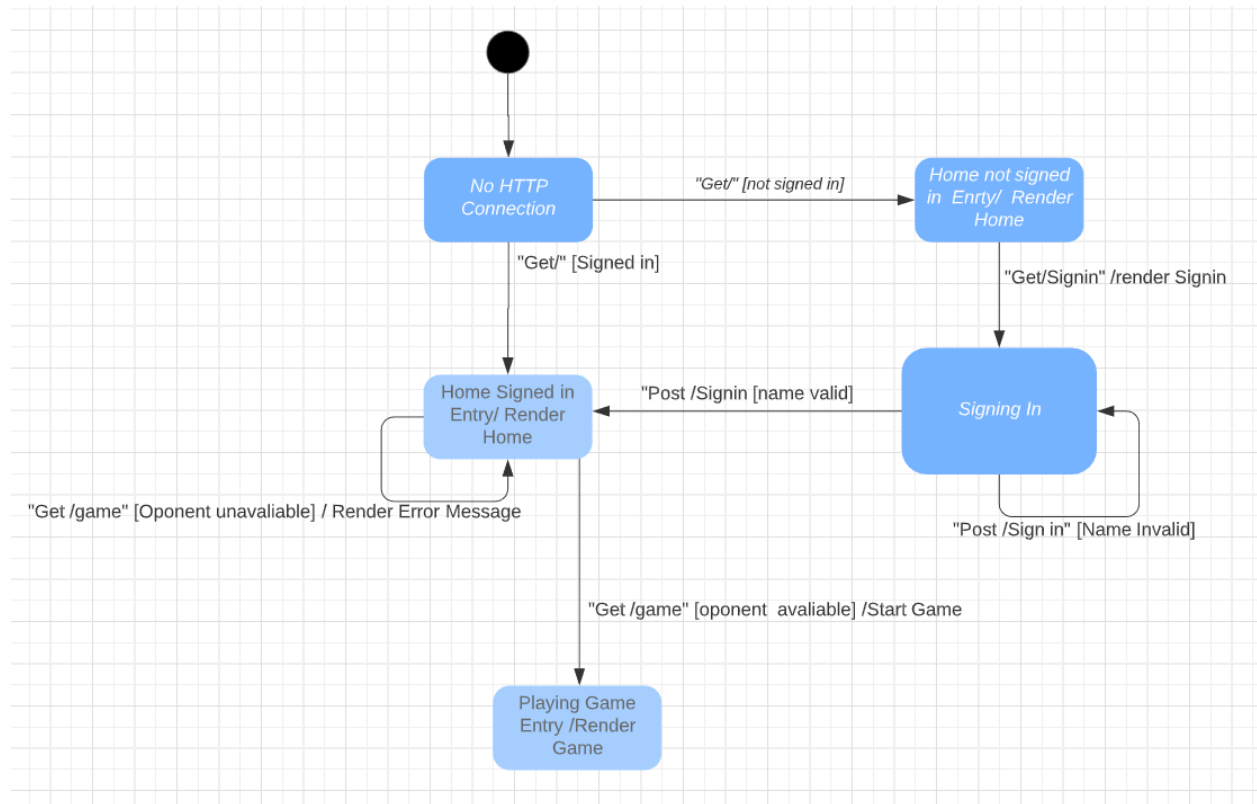 No HTTP
Connection
"Get/" [not signed in]
Home not signed
in Enrty/ Render
Home
"Get/" [Signed in]
"Get/Signin" /render Signin
Home Signed in
Entry/ Render
Home
"Post /Signin [name valid]
Signing In
"Get /game" [Oponent unavaliable] / Render Error Message
"Post /Sign in" [Name Invalid]
"Get /game" [oponent avaliable] /Start Game
Playing Game
Entry /Render
Game